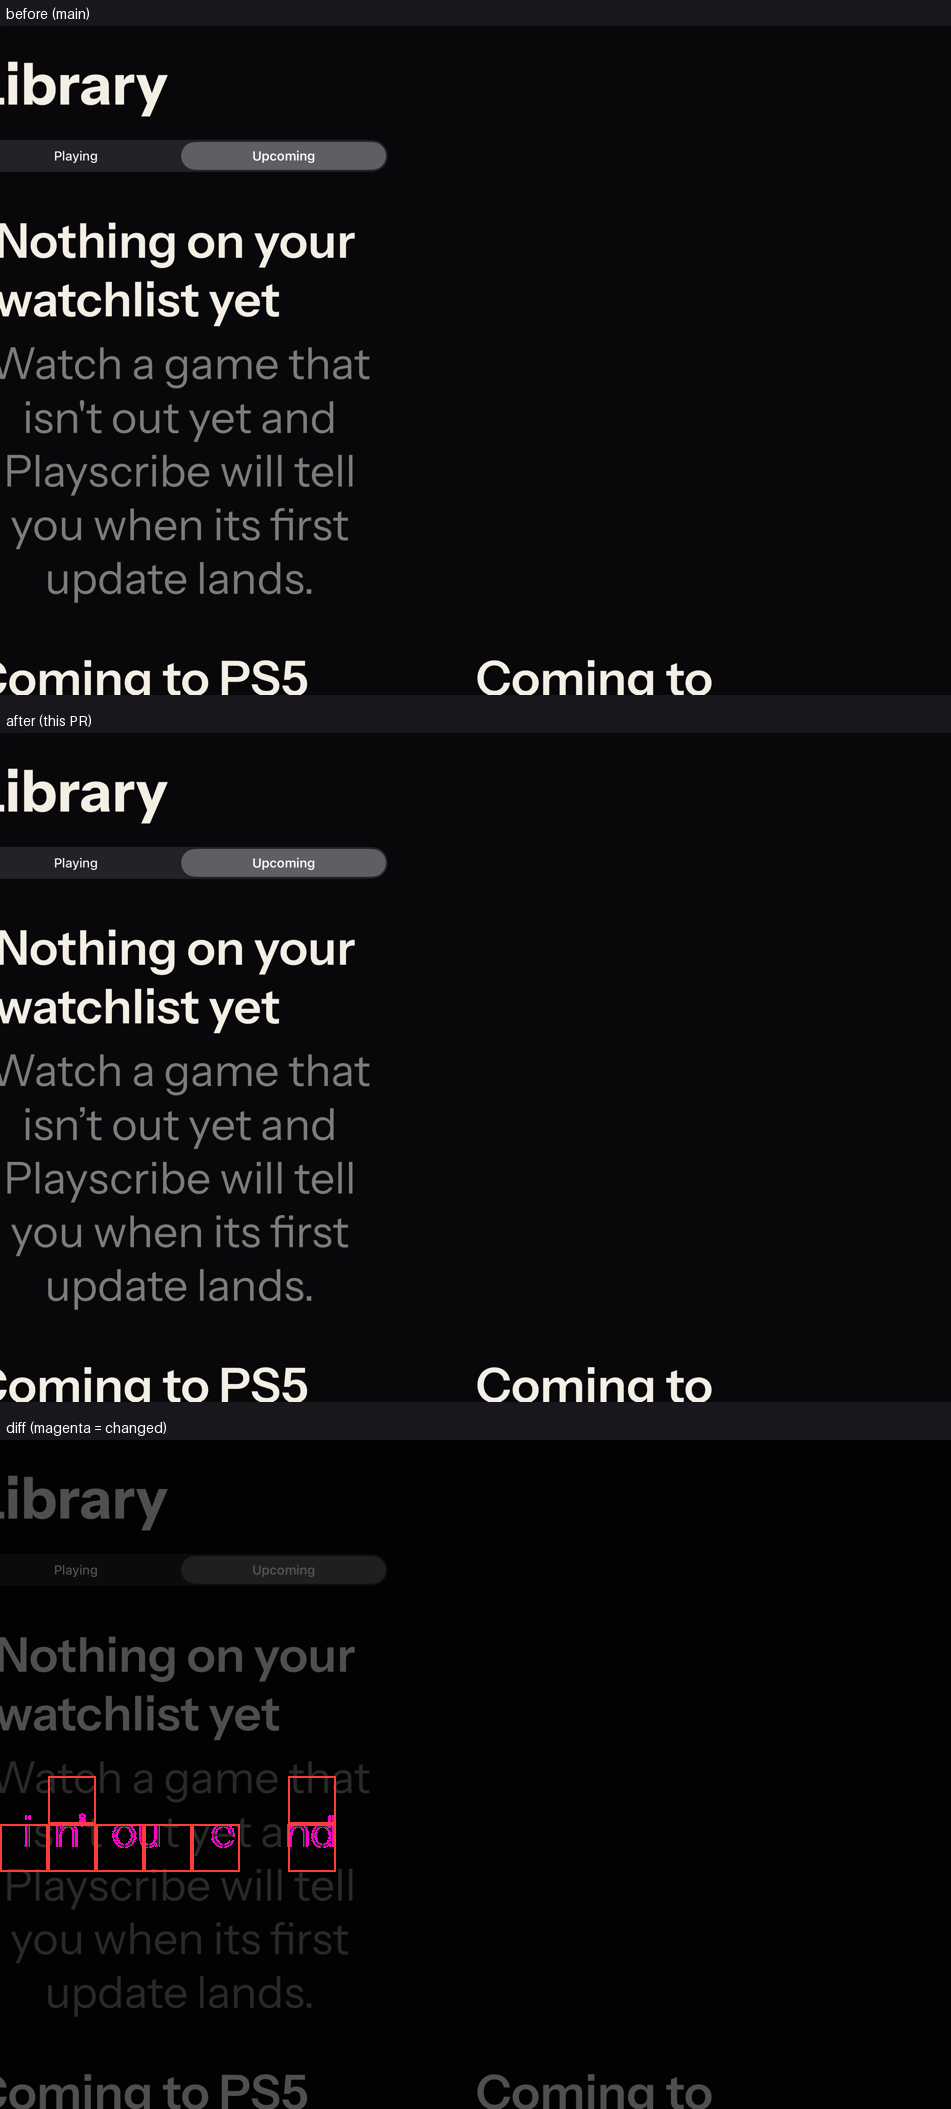 before (main)
Library
Playing
Upcoming
Nothing on your
watchlist yet
Watch a game that
isn't out yet and
Playscribe will tell
you when its first
update lands.
Coming to PS5
Coming to
after (this PR)
Library
Playing
Upcoming
Nothing on your
watchlist yet
Watch a game that
isn’t out yet and
Playscribe will tell
you when its first
update lands.
Coming to PS5
Coming to
diff (magenta = changed)
Library
Playing
Upcoming
Nothing on your
watchlist yet
Watch a game that
isn't out yet and
Playscribe will tell
you when its first
update lands.
Coming to PS5
Coming to